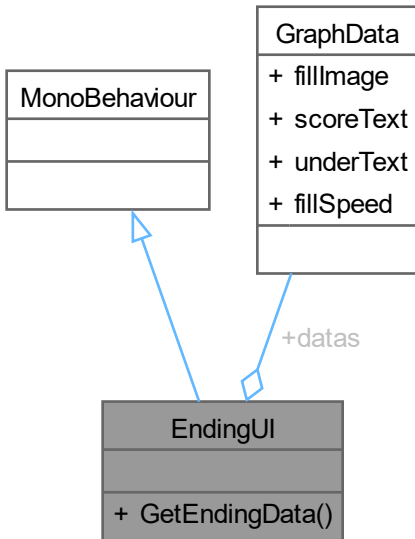 GraphData
+ fillImage
+ scoreText
+ underText
+ fillSpeed
MonoBehaviour
+datas
EndingUI
+ GetEndingData()